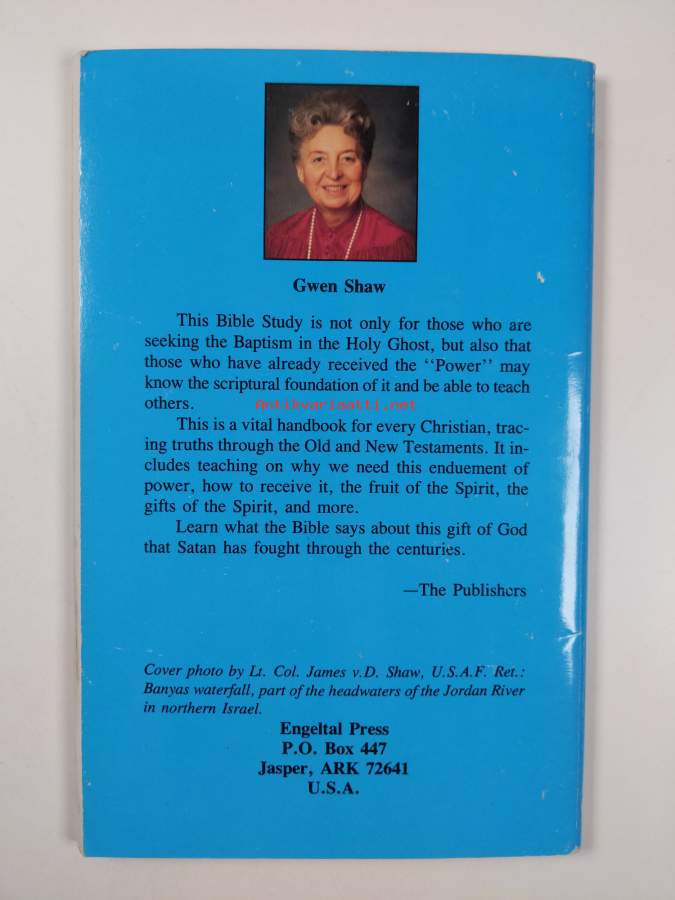 Gwen Shaw
This Bible Study is not only for those who are
seeking the Baptism in the Holy Ghost, but also that
those who have already received the "Power" may
know the scriptural foundation of it and be able to teach
others.
Antikvariaatti.net
This is a vital handbook for every Christian, trac-
ing truths through the Old and New Testaments. It in-
cludes teaching on why we need this enduement of
power, how to receive it, the fruit of the Spirit, the
gifts of the Spirit, and more.
Learn what the Bible says about this gift of God
that Satan has fought through the centuries.
—The Publishers
Cover photo by Lt. Col. James v.D. Shaw, U.S.A.F. Ret.:
Banyas waterfall, part of the headwaters of the Jordan River
in northern Israel.
Engeltal Press
P.O. Box 447
Jasper, ARK 72641
U.S.A.